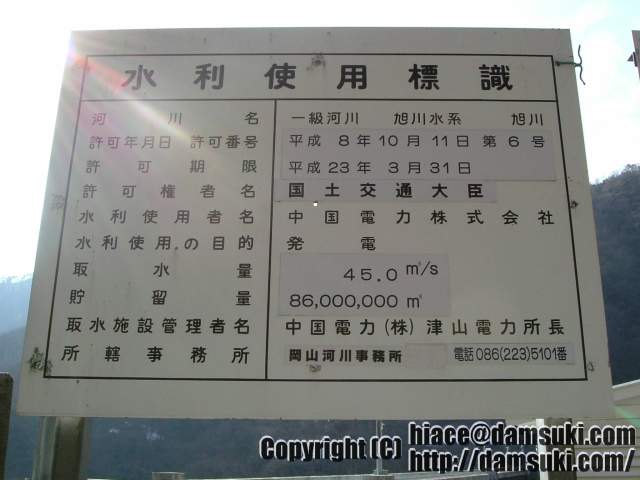 水利使用標識
河川名 一級河川 旭川水系 旭川
許可年月日 許可番号 平成 8年 10月 11日 第 6号
許可期限 平成 23年 3月 31日
許可権者名 国土交通大臣
水利使用者名 中国電力株式会社
水利使用の目的 発電
取水量 45.0 m³/s
貯留量 86,000,000 m³
取水施設管理者名 中国電力(株)津山電力所長
所轄事務所 岡山河川事務所 電話086(223)5101番
Copyright (C) hiace@damsuki.com
http://damsuki.com/